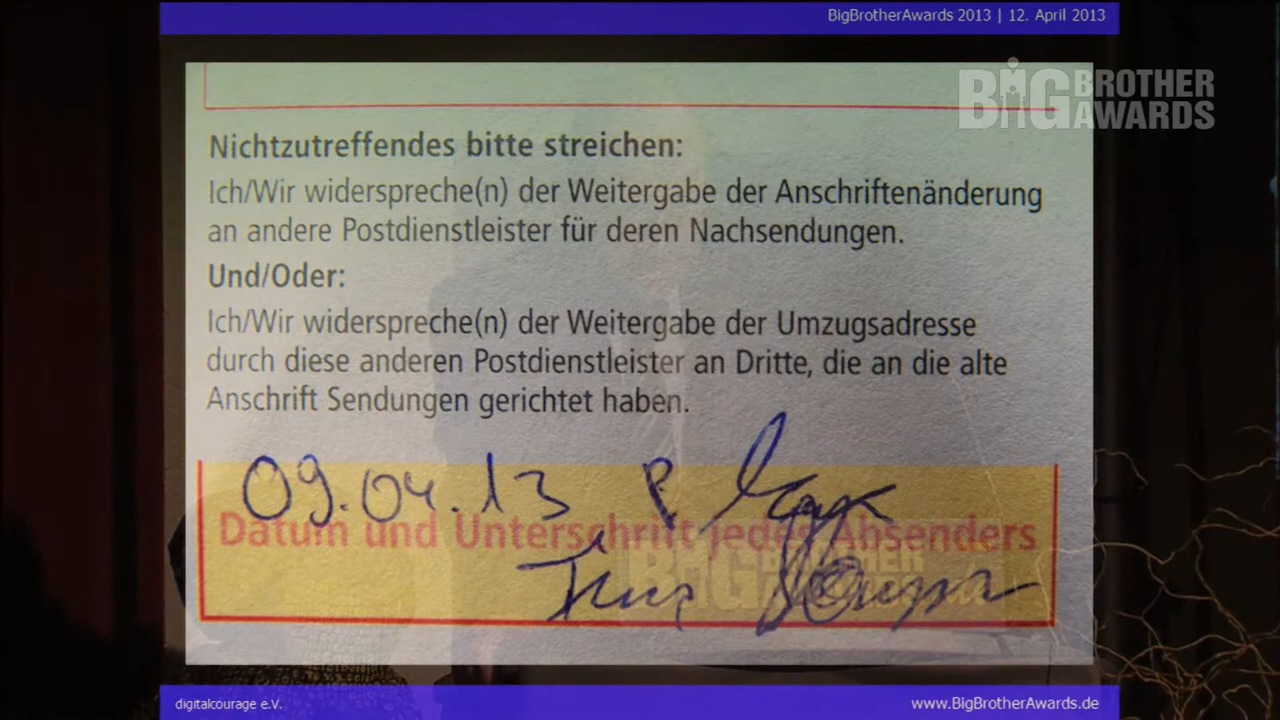 BigBrotherAwards 2013 | 12. April 2013
BIG BROTHER
AWARDS
Nichtzutreffendes bitte streichen:
Ich/Wir widerspreche(n) der Weitergabe der Anschriftenänderung
an andere Postdienstleister für deren Nachsendungen.
Und/Oder:
Ich/Wir widerspreche(n) der Weitergabe der Umzugsadresse
durch diese anderen Postdienstleister an Dritte, die an die alte
Anschrift Sendungen gerichtet haben.
09.04.13 P.
Datum und Unterschrift jedes Absenders
BIG BROTHER
digitalcourage e.V.
www.BigBrotherAwards.de